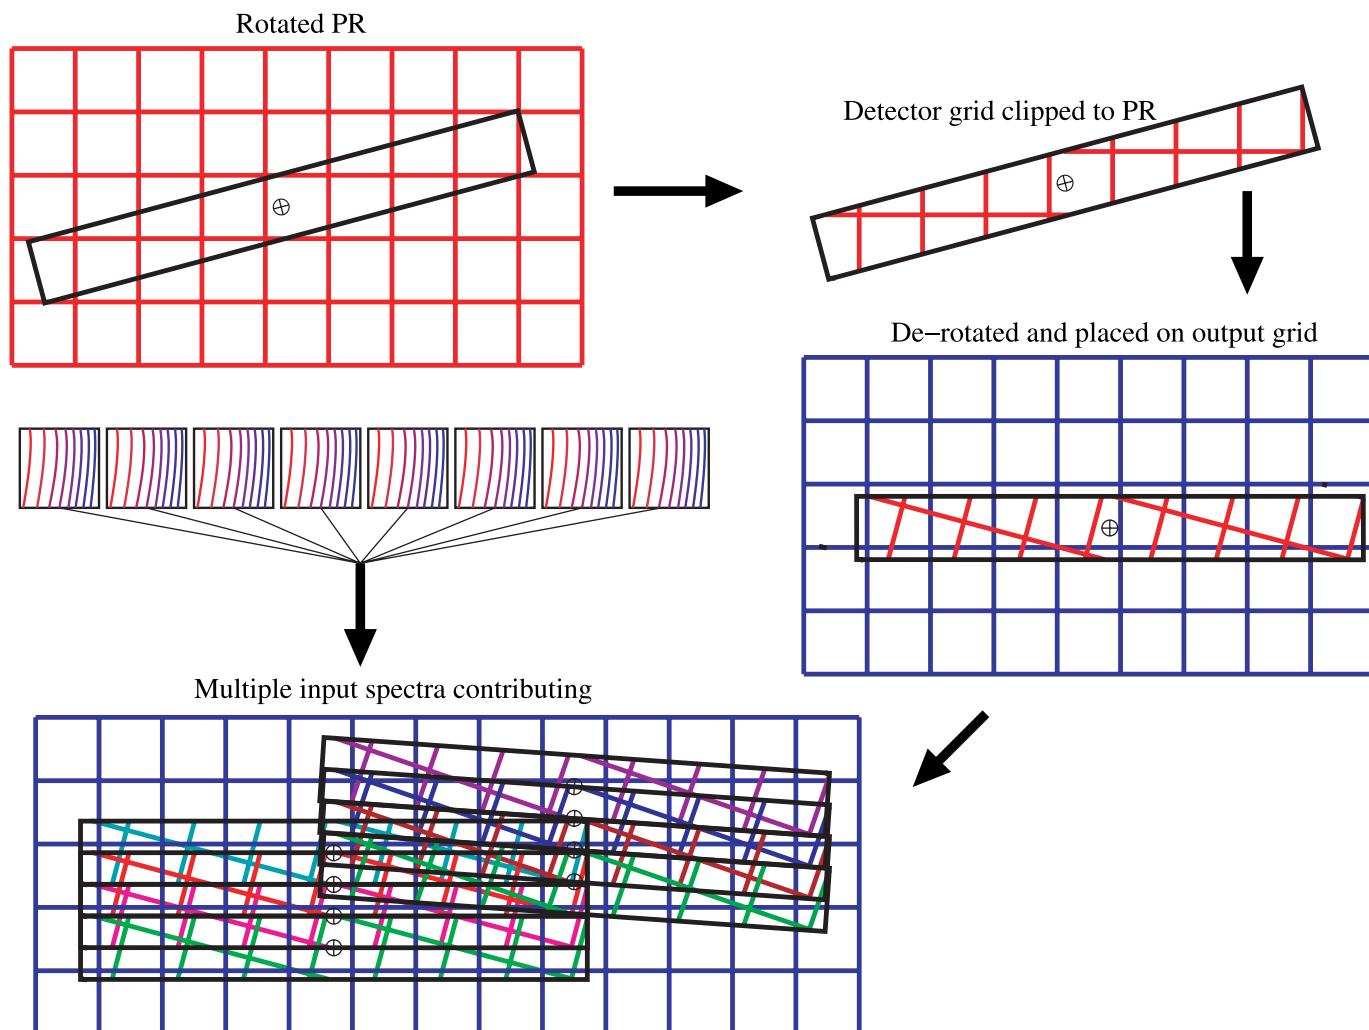 Rotated PR
Detector grid clipped to PR
De−rotated and placed on output grid
Multiple input spectra contributing